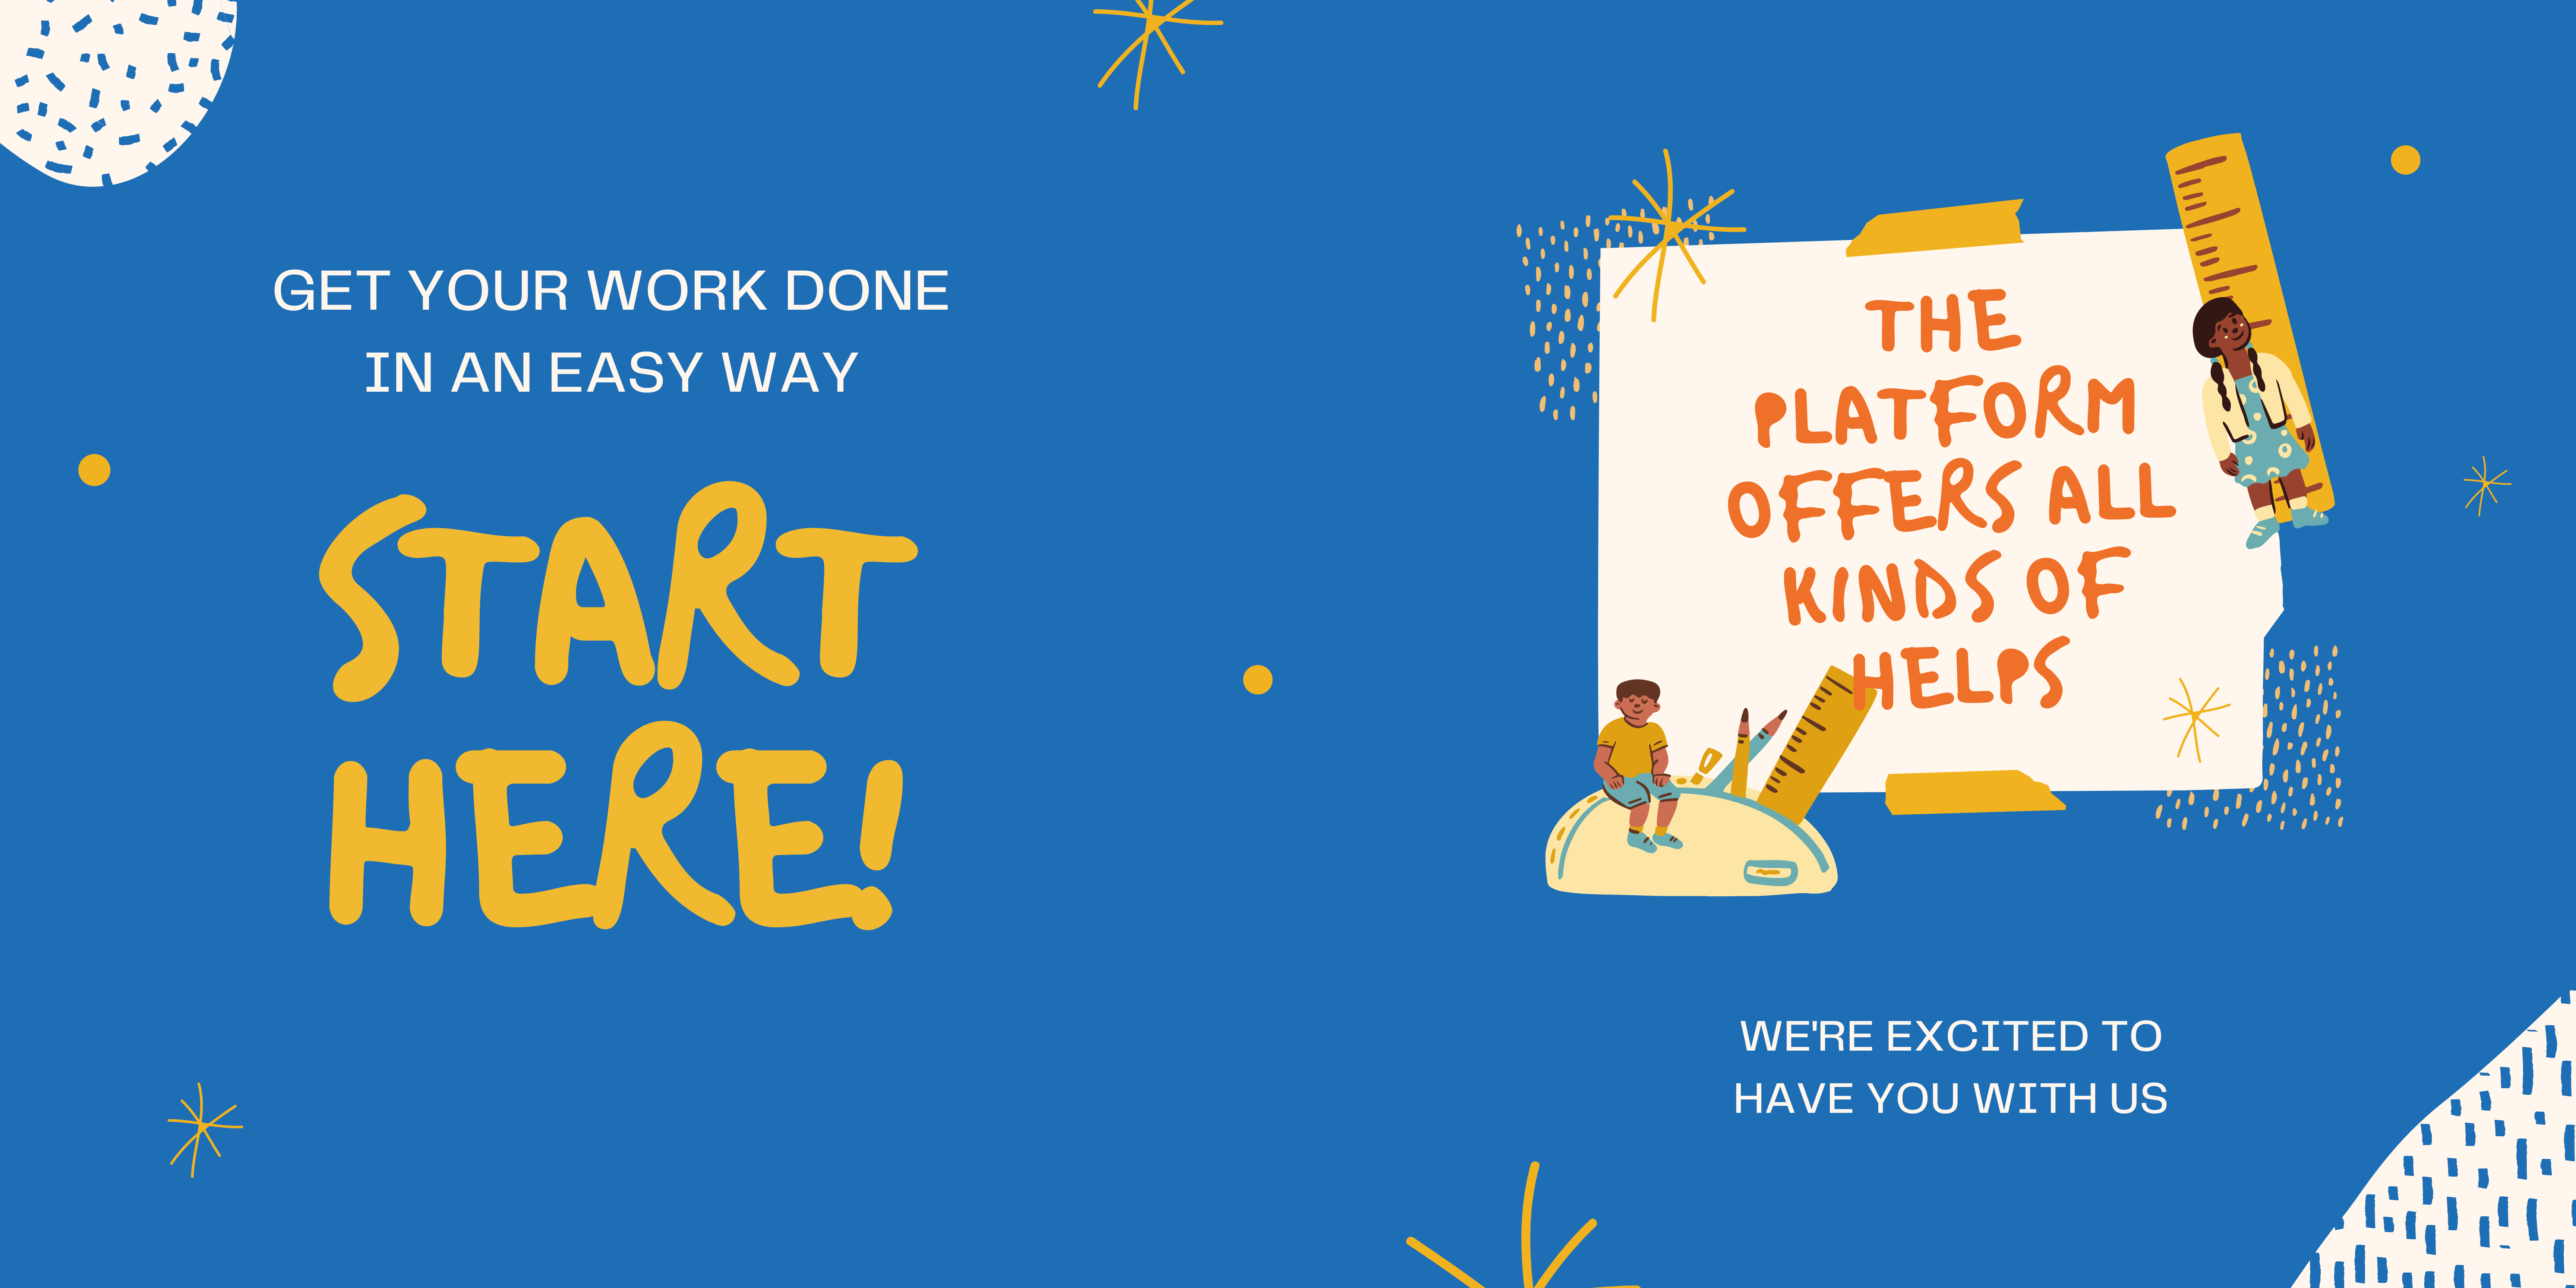 GET YOUR WORK DONE
IN AN EASY WAY
START
HERE!
THE
PLATFORM
OFFERS ALL
KINDS OF
HELPS
WE'RE EXCITED TO
HAVE YOU WITH US